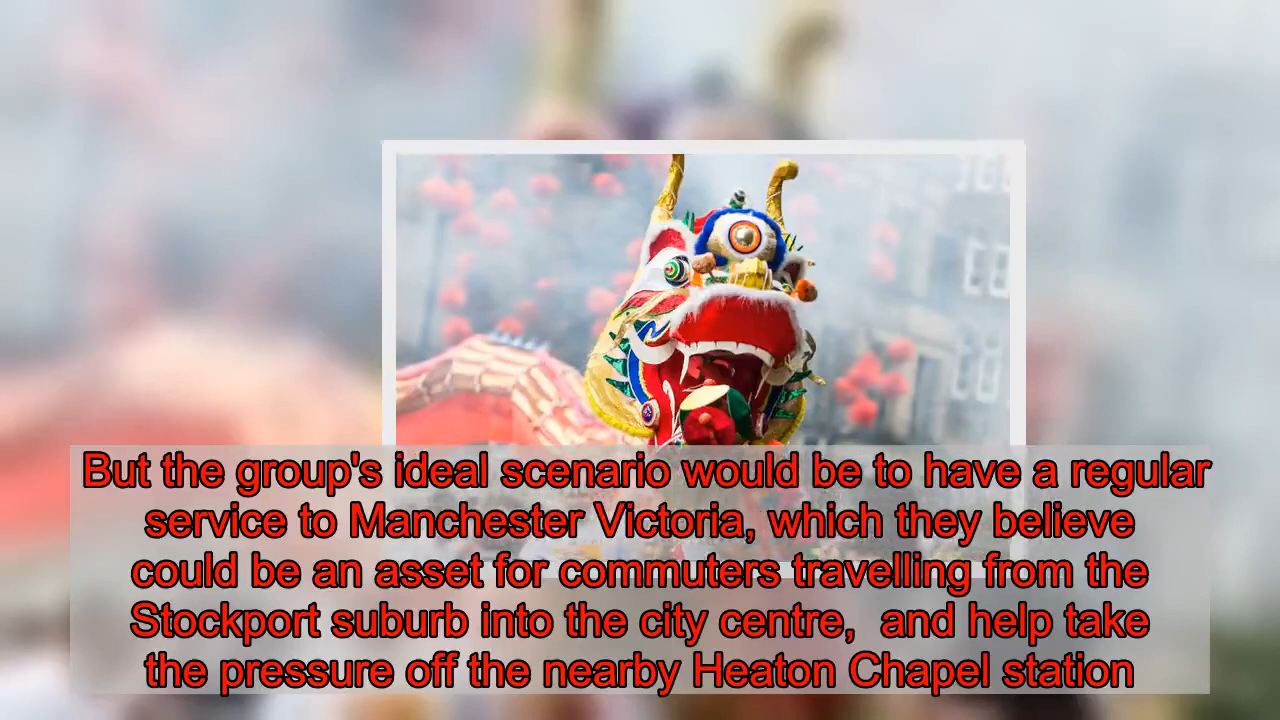 But the group's ideal scenario would be to have a regular
service to Manchester Victoria, which they believe
could be an asset for commuters travelling from the
Stockport suburb into the city centre,  and help take
the pressure off the nearby Heaton Chapel station